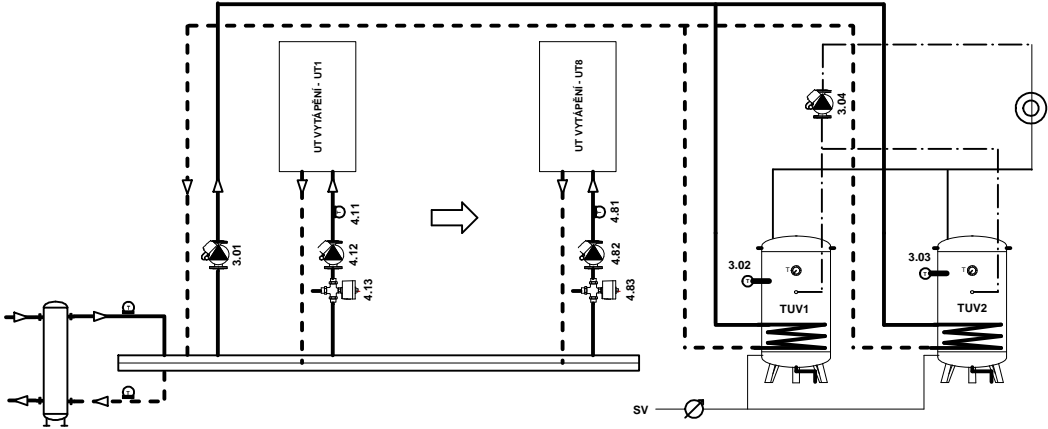 UT VYTÁPĚNÍ - UT1
UT VYTÁPĚNÍ - UT8
3.04
4.11
4.81
3.01
4.12
4.82
3.02
3.03
T
T
4.13
4.83
TUV1
TUV2
T
T
SV